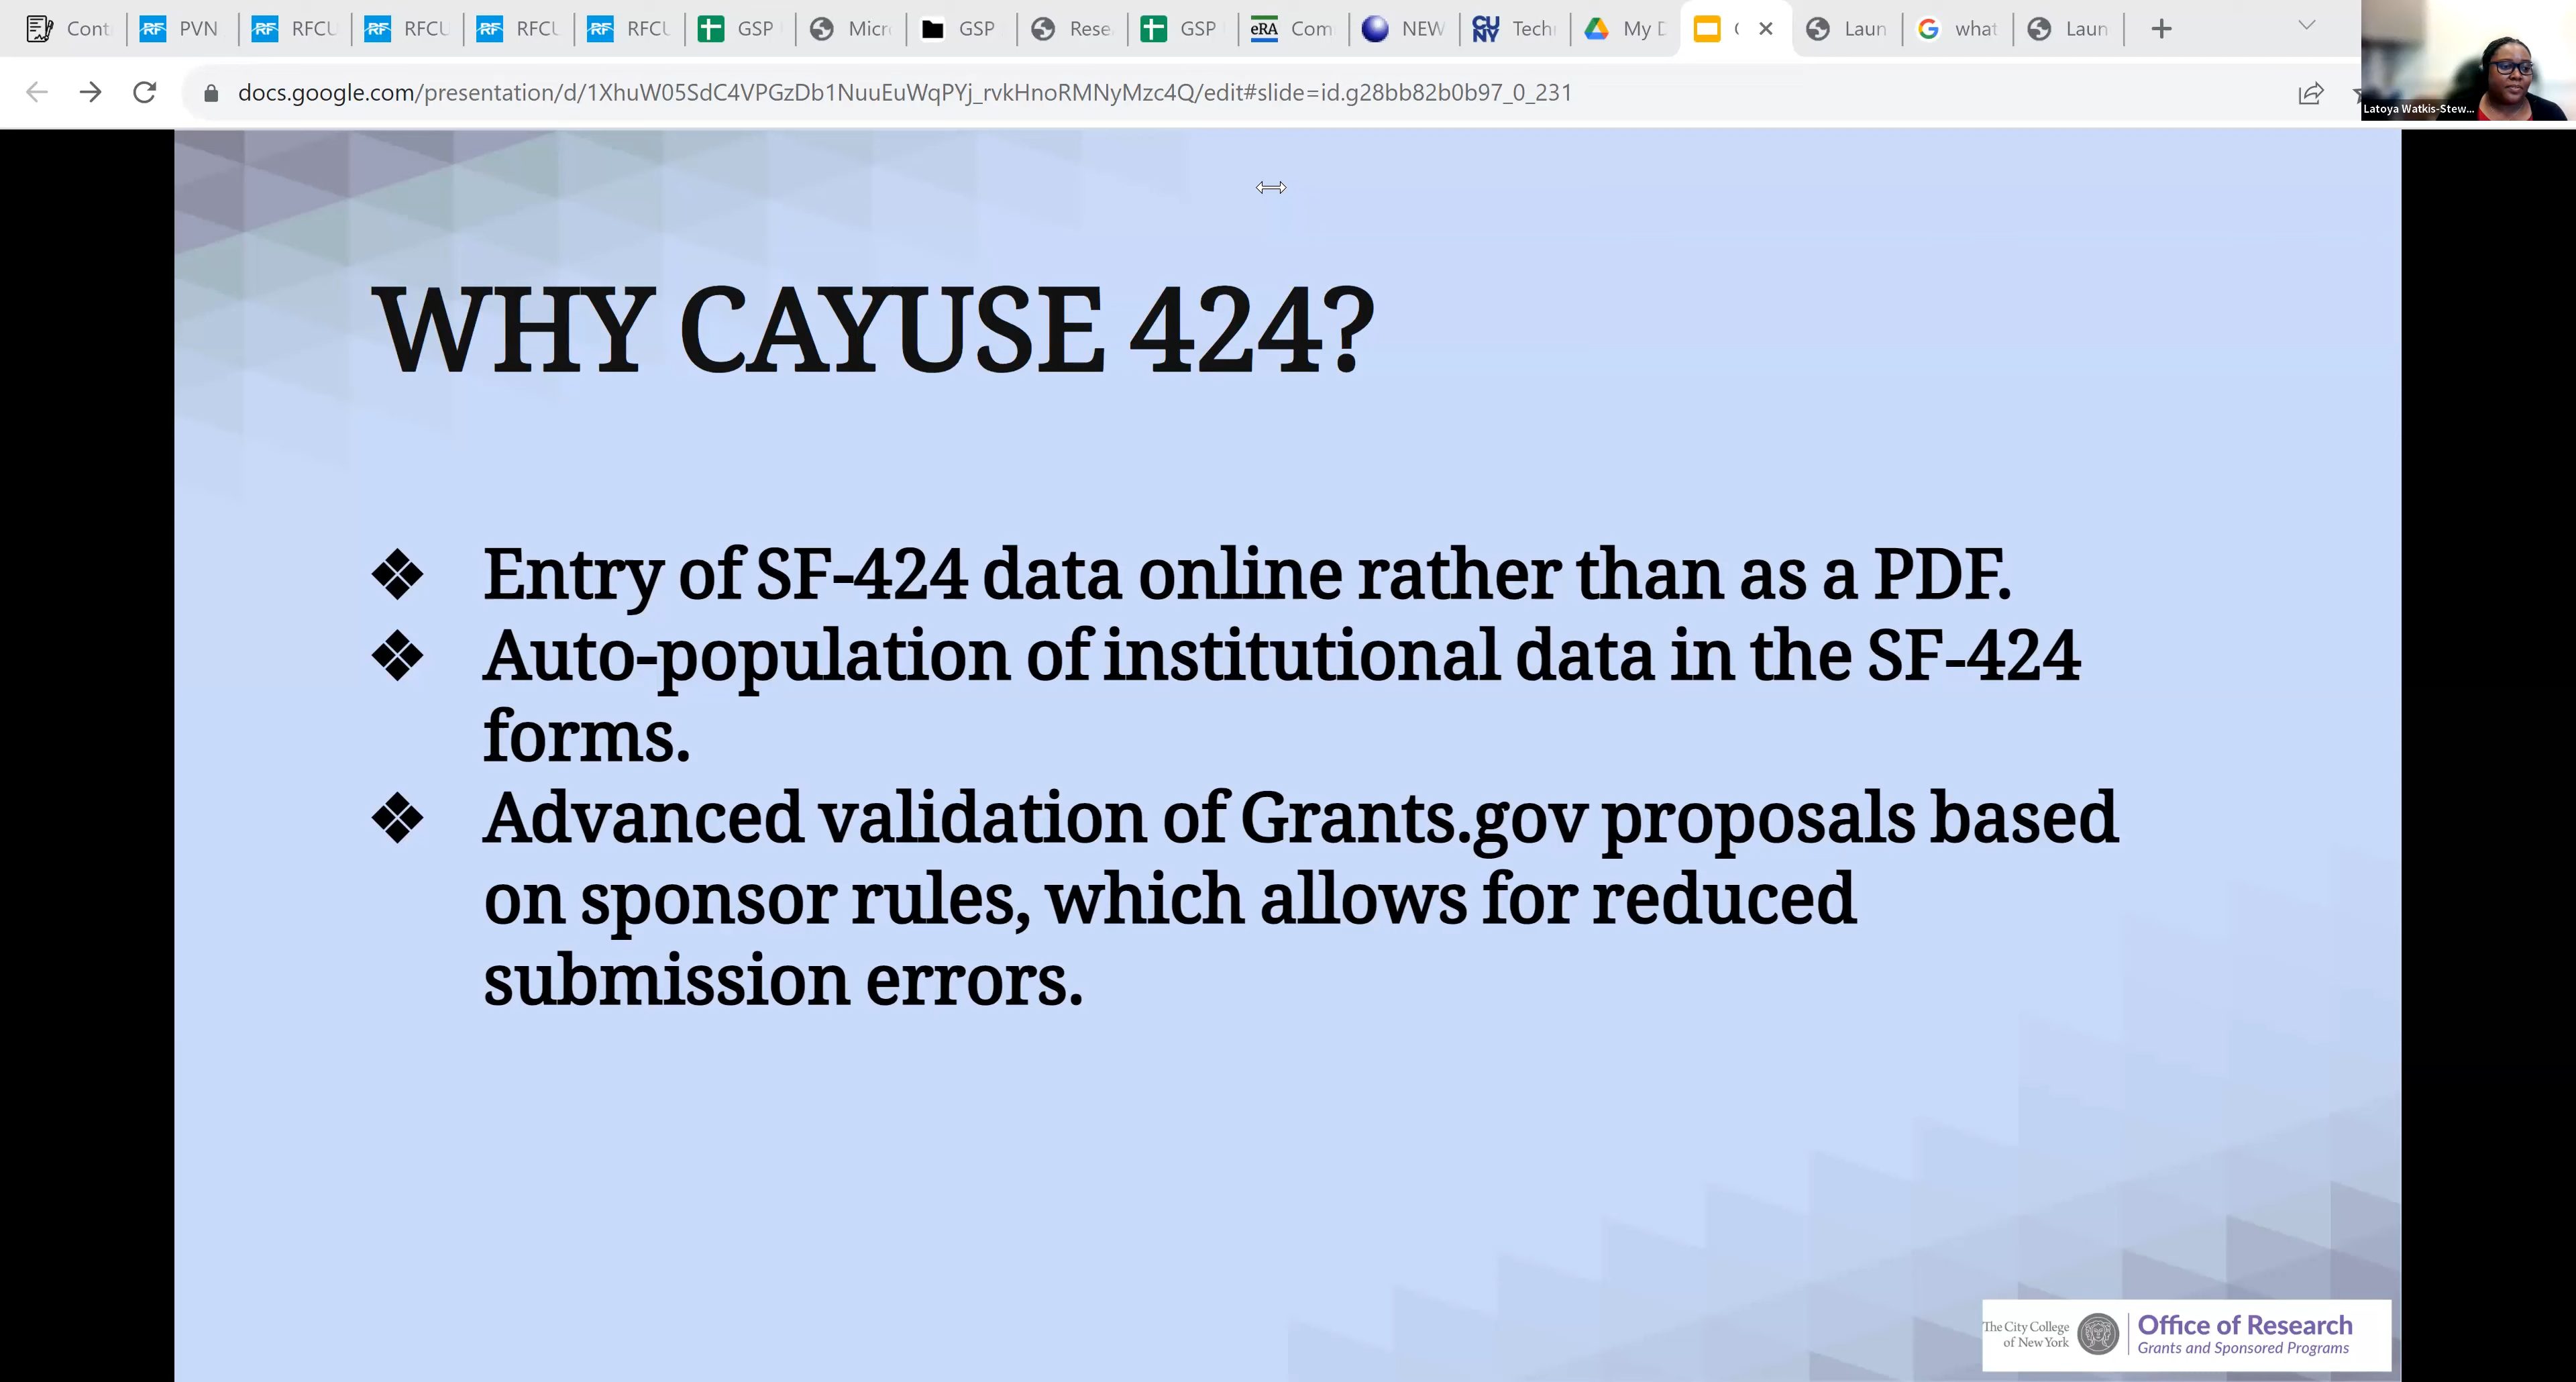 Cont
PVN
RFCU
RFCU
RFCU
RFCU
GSP
Micr
GSP
Rese
GSP
eRA Com
NEW
CUNY Tech
My D
Laun
what
Laun
docs.google.com/presentation/d/1XhuW05SdC4VPGzDb1NuuEuWqPYj_rvkHnoRMNyMzc4Q/edit#slide=id.g28bb82b0b97_0_231
Latoya Watkis-Stew...
WHY CAYUSE 424?
❖ Entry of SF-424 data online rather than as a PDF.
❖ Auto-population of institutional data in the SF-424
forms.
❖ Advanced validation of Grants.gov proposals based
on sponsor rules, which allows for reduced
submission errors.
The City College
of New York
Office of Research
Grants and Sponsored Programs